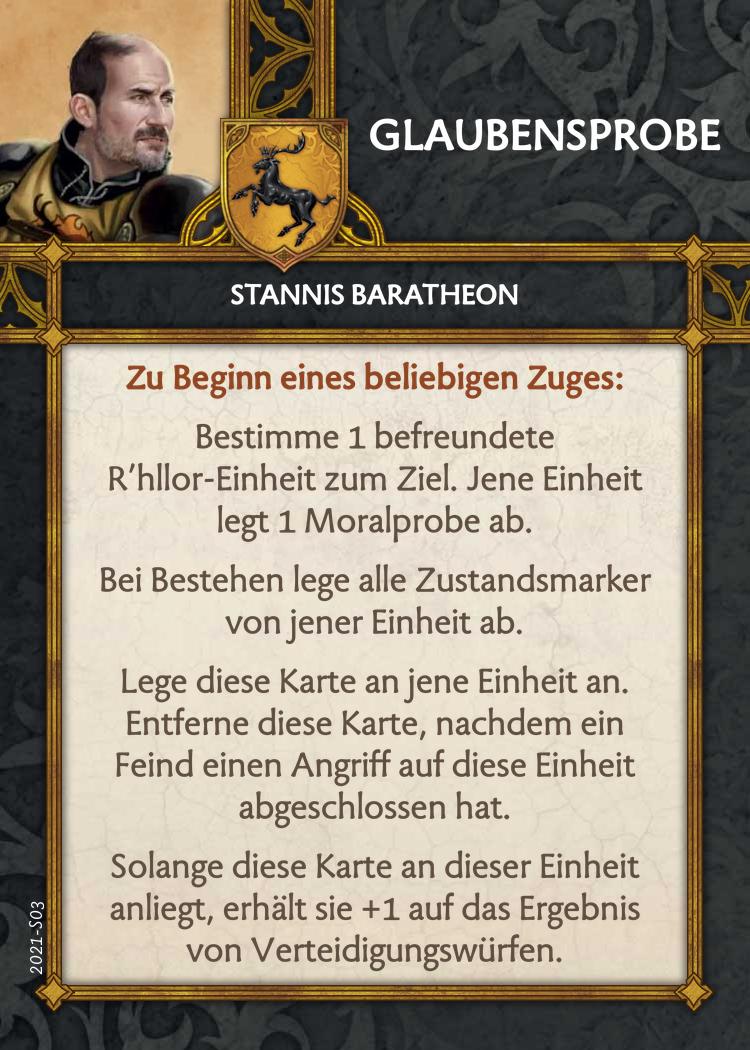 GLAUBENSPROBE
STANNIS BARATHEON
Zu Beginn eines beliebigen Zuges:
Bestimme 1 befreundete
R'hllor-Einheit zum Ziel. Jene Einheit
legt 1 Moralprobe ab.
Bei Bestehen lege alle Zustandsmarker
von jener Einheit ab.
Lege diese Karte an jene Einheit an.
Entferne diese Karte, nachdem ein
Feind einen Angriff auf diese Einheit
abgeschlossen hat.
Solange diese Karte an dieser Einheit
anliegt, erhält sie +1 auf das Ergebnis
von Verteidigungswürfen.
2021-S03